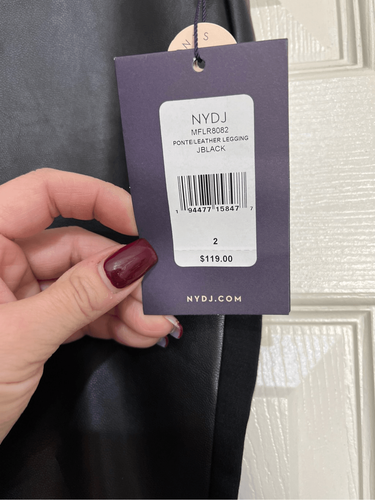 N S
NYDJ
MFLR8082
PONTE/LEATHER LEGGING
JBLACK
1 94477 15847 7
2
$119.00
NYDJ.COM